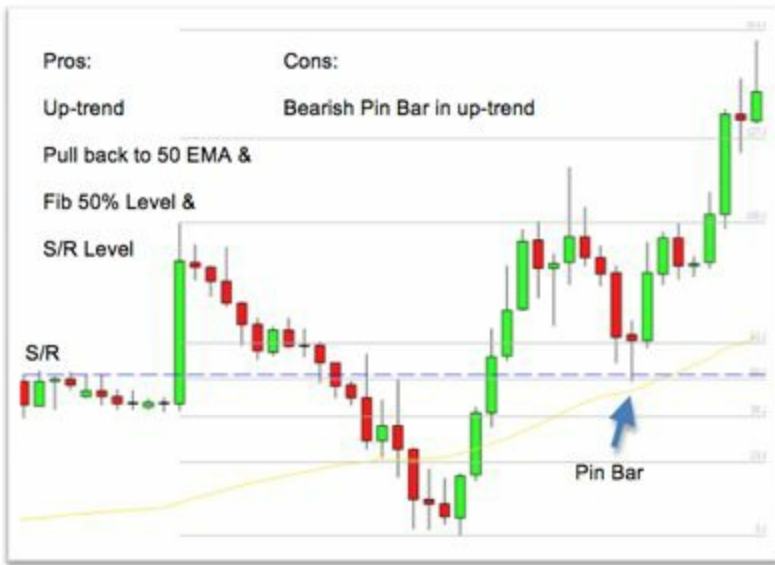 Pros:
Cons:
Up-trend
Bearish Pin Bar in up-trend
Pull back to 50 EMA &
Fib 50% Level &
S/R Level
S/R
Pin Bar